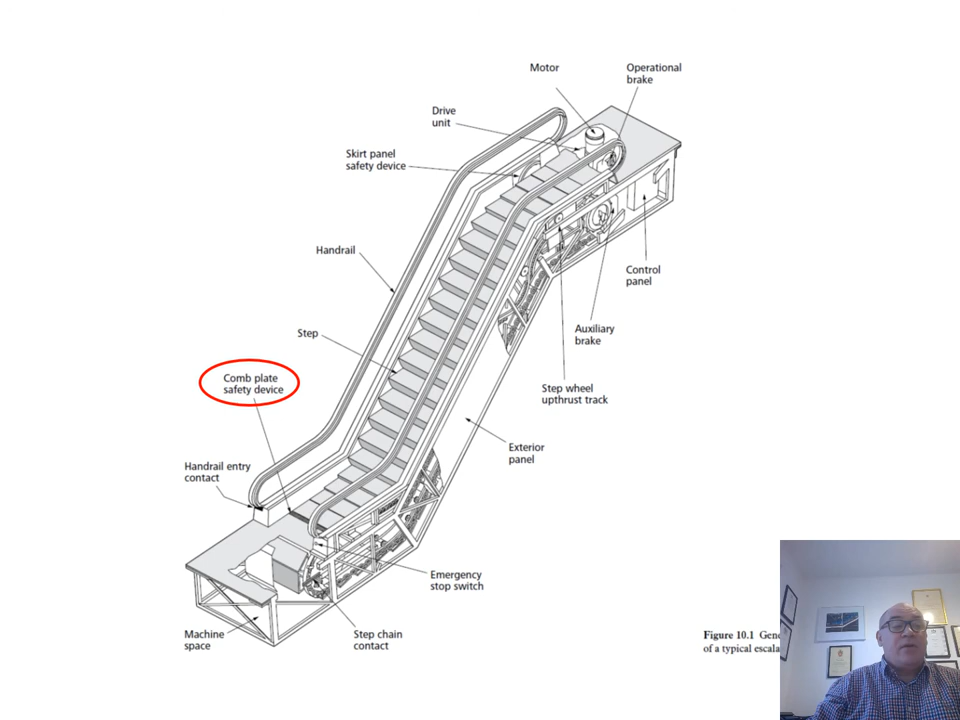 Motor
Operational
brake
Drive
unit
Skirt panel
safety device
Handrail
Control
panel
Step
Auxiliary
brake
Comb plate
safety device
Step wheel
upthrust track
Exterior
panel
Handrail entry
contact
Emergency
stop switch
Machine
space
Step chain
contact
Figure 10.1
of a typical